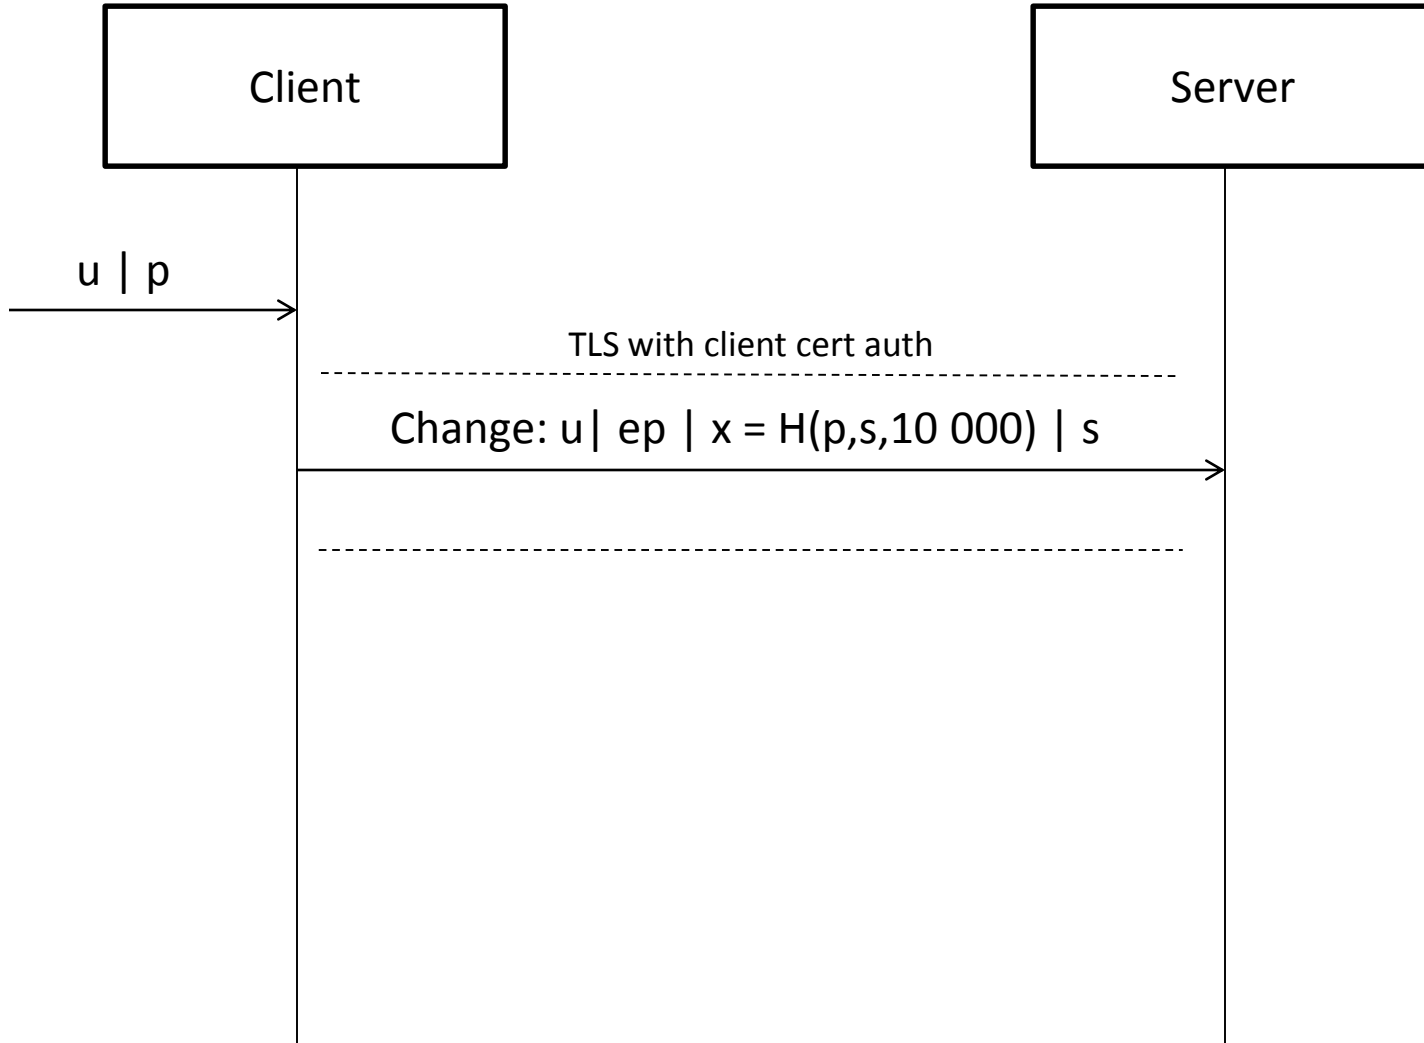 Client
Server
u | p
TLS with client cert auth
Change: u| ep | x = H(p,s,10 000) | s